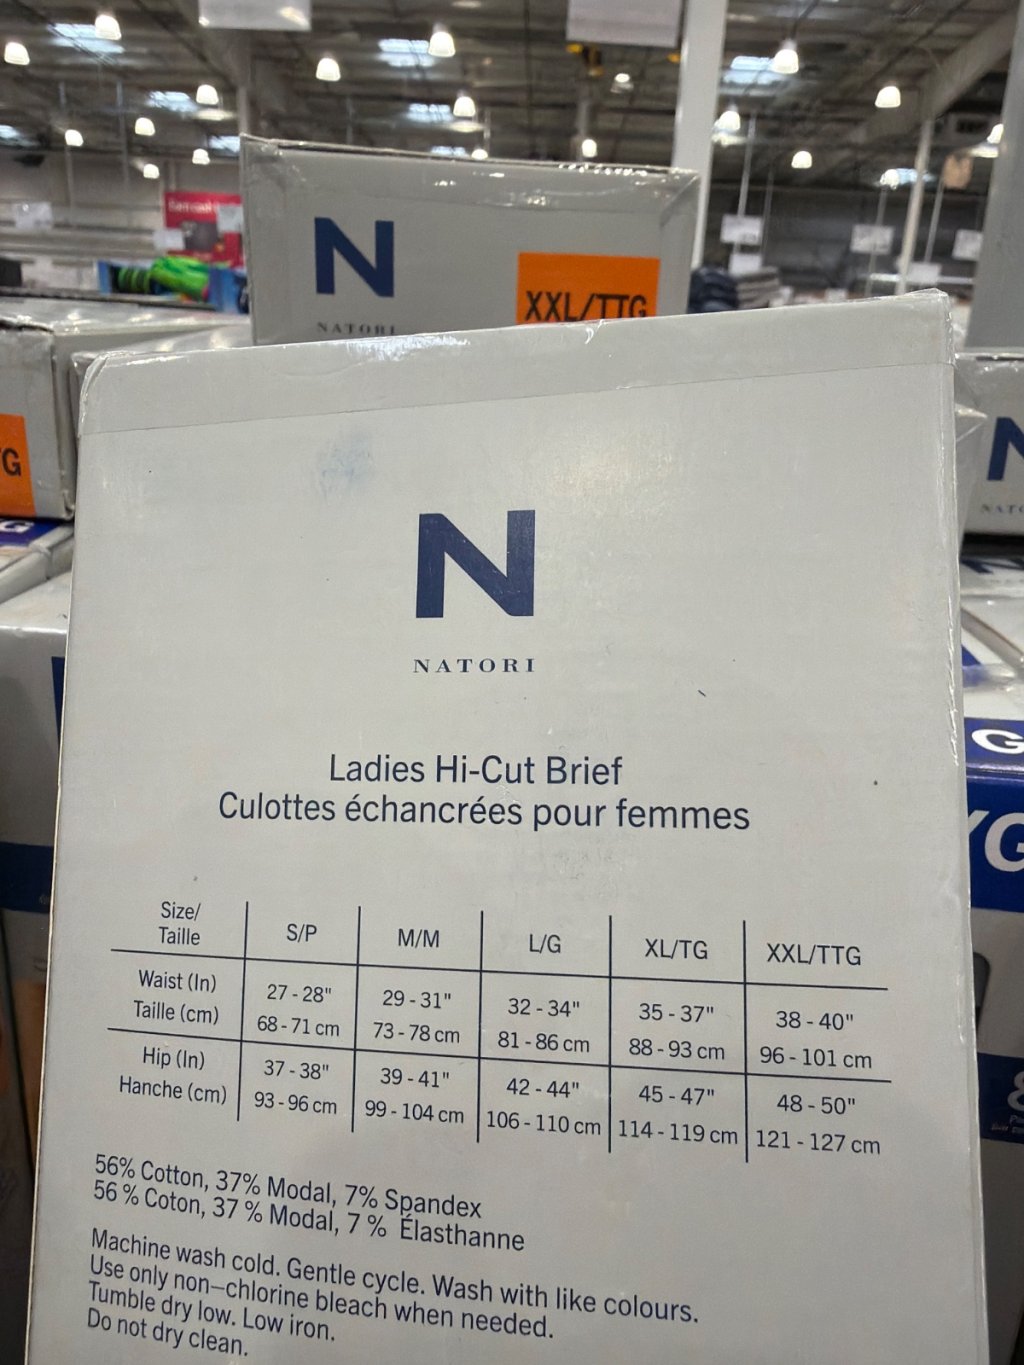 N
NATORI
XXL/TTG
G
N
NATORI
Ladies Hi-Cut Brief
Culottes échancrées pour femmes
Size/ Taille S/P M/M L/G XL/TG XXL/TTG
Waist (In) 27 - 28" 29 - 31" 32 - 34" 35 - 37" 38 - 40"
Taille (cm) 68 - 71 cm 73 - 78 cm 81 - 86 cm 88 - 93 cm 96 - 101 cm
Hip (In) 37 - 38" 39 - 41" 42 - 44" 45 - 47" 48 - 50"
Hanche (cm) 93 - 96 cm 99 - 104 cm 106 - 110 cm 114 - 119 cm 121 - 127 cm
56% Cotton, 37% Modal, 7% Spandex
56 % Coton, 37 % Modal, 7 % Élasthanne
Machine wash cold. Gentle cycle. Wash with like colours.
Use only non–chlorine bleach when needed.
Tumble dry low. Low iron.
Do not dry clean.